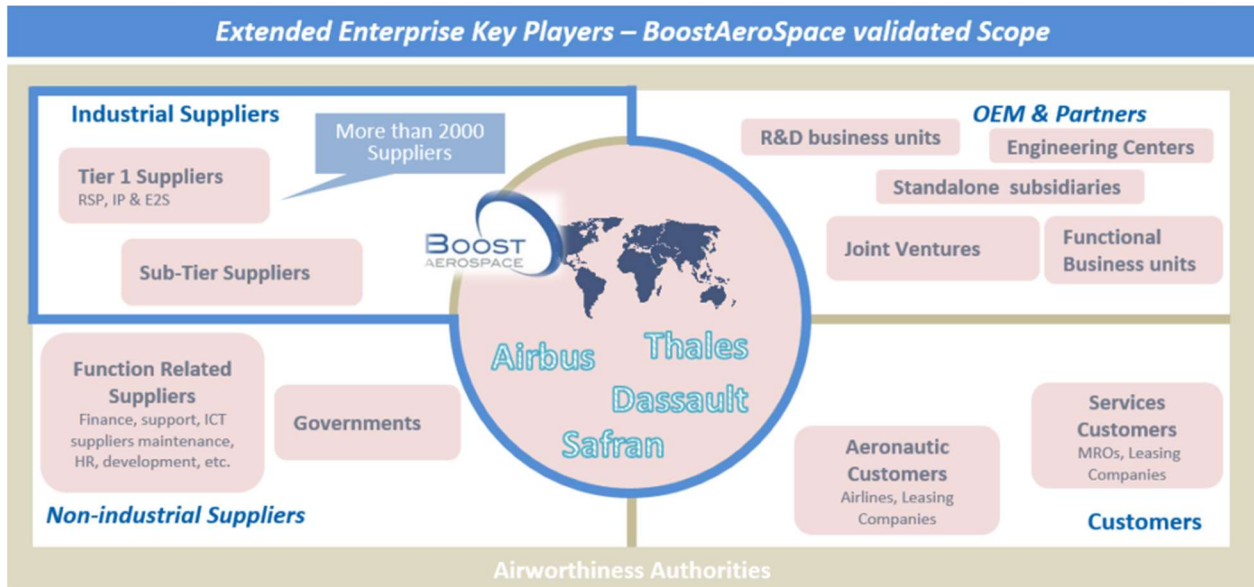 Extended Enterprise Key Players – BoostAeroSpace validated Scope
Industrial Suppliers
More than 2000
Suppliers
Tier 1 Suppliers
RSP, IP & E2S
Sub-Tier Suppliers
OEM & Partners
R&D business units
Engineering Centers
Standalone subsidiaries
Joint Ventures
Functional
Business units
BOOST
AEROSPACE
Airbus
Thales
Dassault
Safran
Function Related
Suppliers
Finance, support, ICT
suppliers maintenance,
HR, development, etc.
Governments
Non-industrial Suppliers
Aeronautic
Customers
Airlines, Leasing
Companies
Services
Customers
MROs, Leasing
Companies
Customers
Airworthiness Authorities